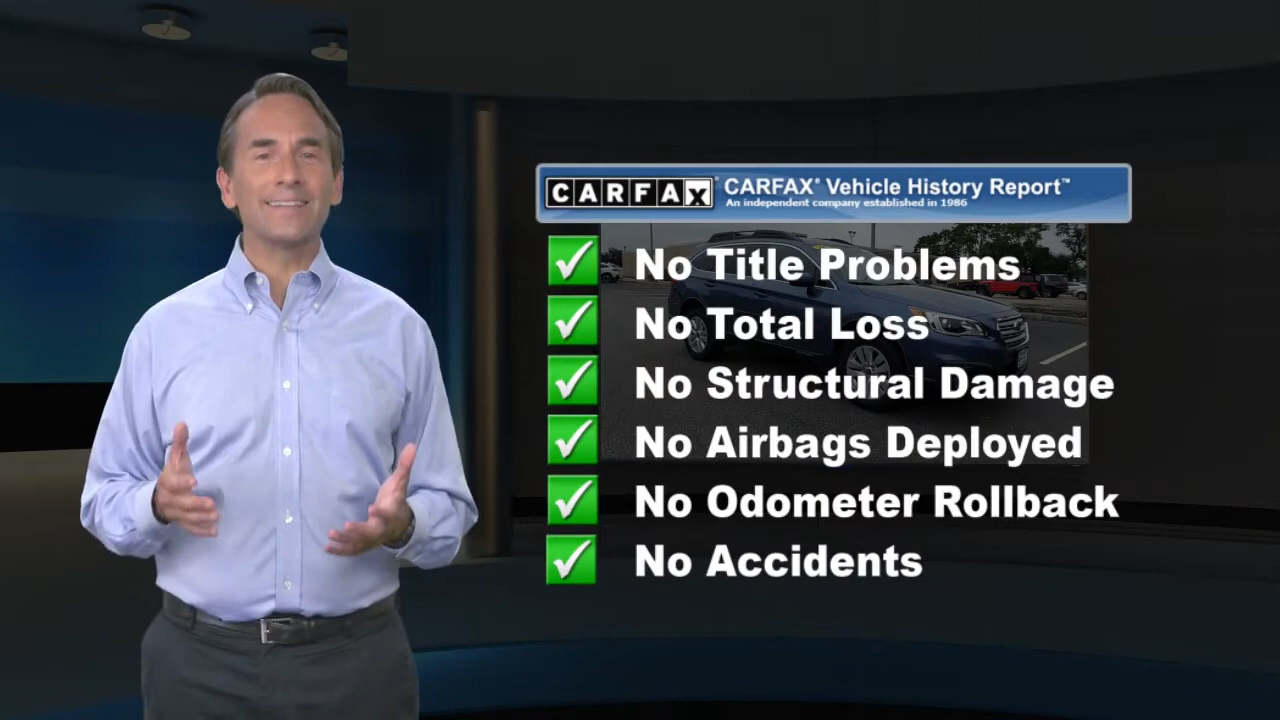 CARFAX® CARFAX® Vehicle History Report™
An independent company established in 1986
No Title Problems
No Total Loss
No Structural Damage
No Airbags Deployed
No Odometer Rollback
No Accidents